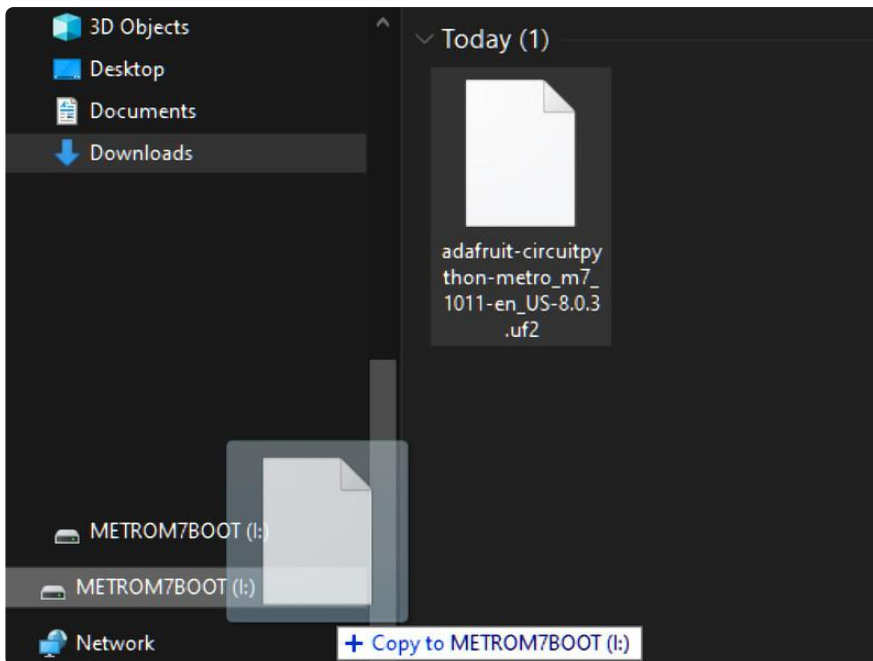 3D Objects
Desktop
Documents
Downloads
METROM7BOOT (I:)
METROM7BOOT (I:)
Network
Today (1)
adafruit-circuitpy
thon-metro_m7_
1011-en_US-8.0.3
.uf2
+ Copy to METROM7BOOT (I:)